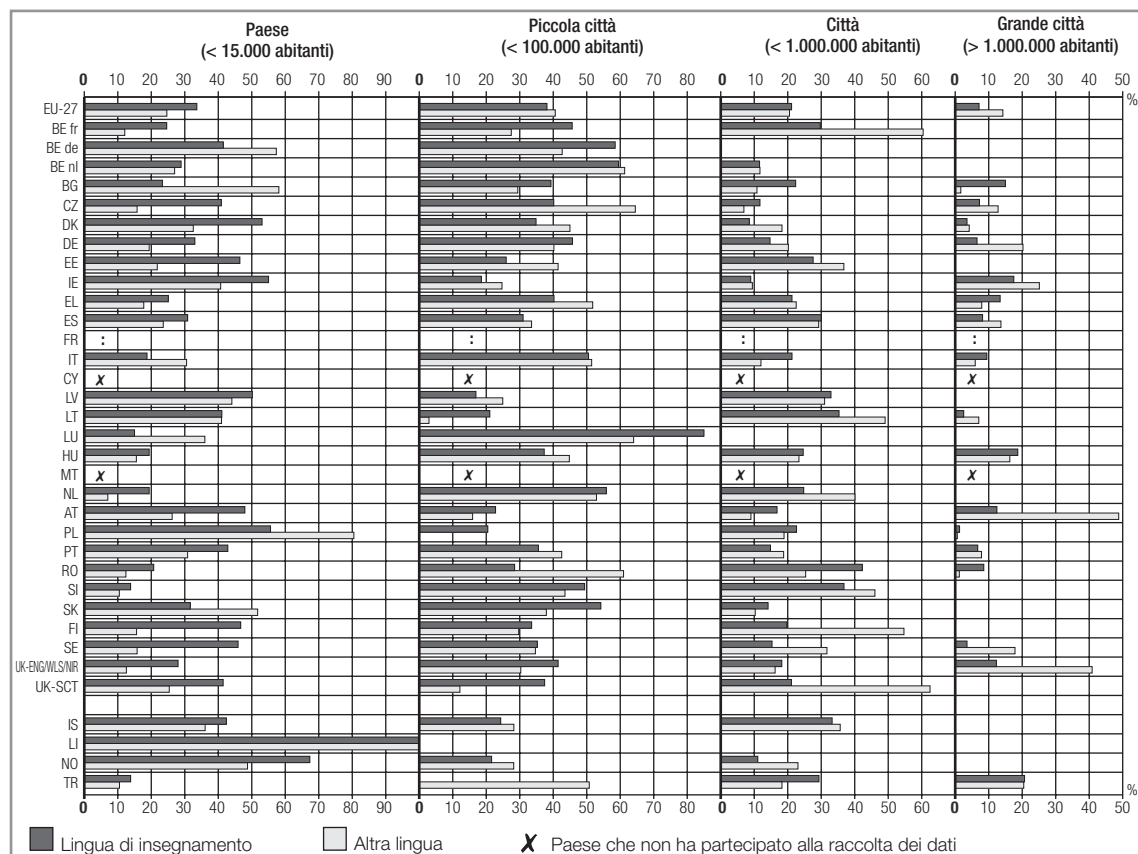 Paese
(< 15.000 abitanti)
Piccola città
(< 100.000 abitanti)
Città
(< 1.000.000 abitanti)
Grande città
(> 1.000.000 abitanti)
0 10 20 30 40 50 60 70 80 0 10 20 30 40 50 60 70 80 0 10 20 30 40 50 60 0 10 20 30 40 50
%
EU-27
BE fr
BE de
BE nl
BG
CZ
DK
DE
EE
IE
EL
ES
FR : : : :
IT
CY ✗ ✗ ✗ ✗
LV
LT
LU
HU
MT ✗ ✗ ✗ ✗
NL
AT
PL
PT
RO
SI
SK
FI
SE
UK-ENG/WLS/NIR
UK-SCT
IS
LI
NO
TR
%
0 10 20 30 40 50 60 70 80 90 0 10 20 30 40 50 60 70 80 0 10 20 30 40 50 60 0 10 20 30 40 50
Lingua di insegnamento Altra lingua ✗ Paese che non ha partecipato alla raccolta dei dati